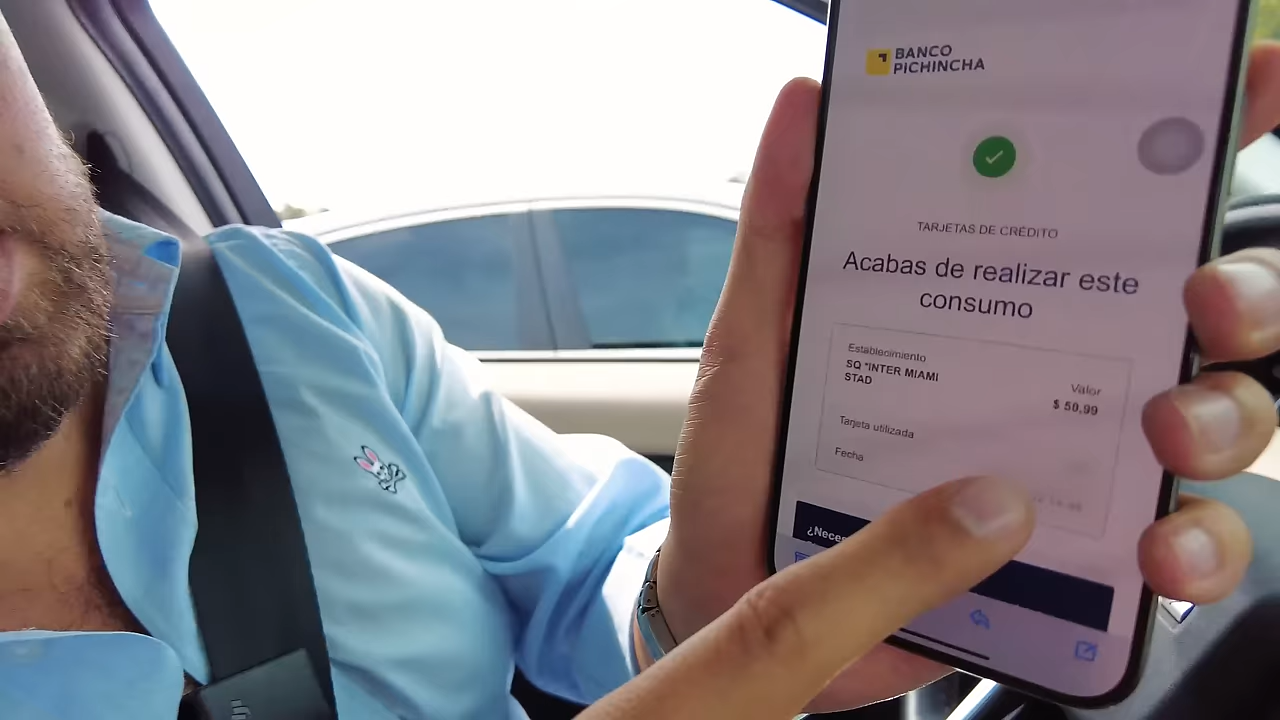 BANCO
PICHINCHA
TARJETAS DE CRÉDITO
Acabas de realizar este
consumo
Establecimiento
SQ *INTER MIAMI
STAD
Valor
$ 50,99
Tarjeta utilizada
Fecha